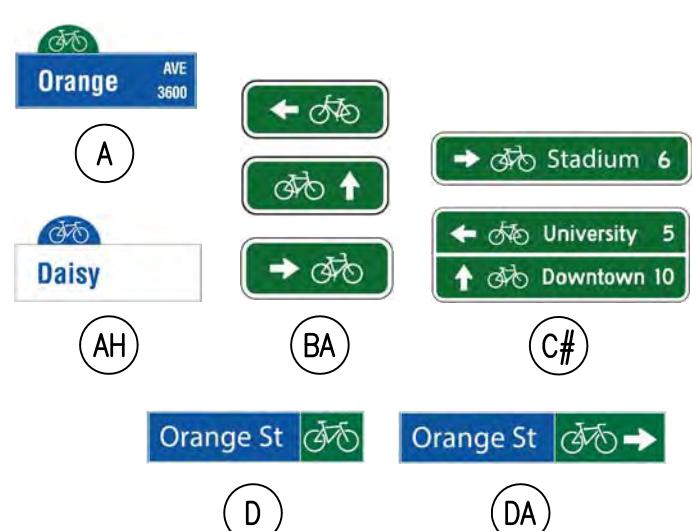 Orange AVE
3600
A
Stadium 6
University 5
Downtown 10
Daisy
AH
BA
C#
Orange St
Orange St
D
DA